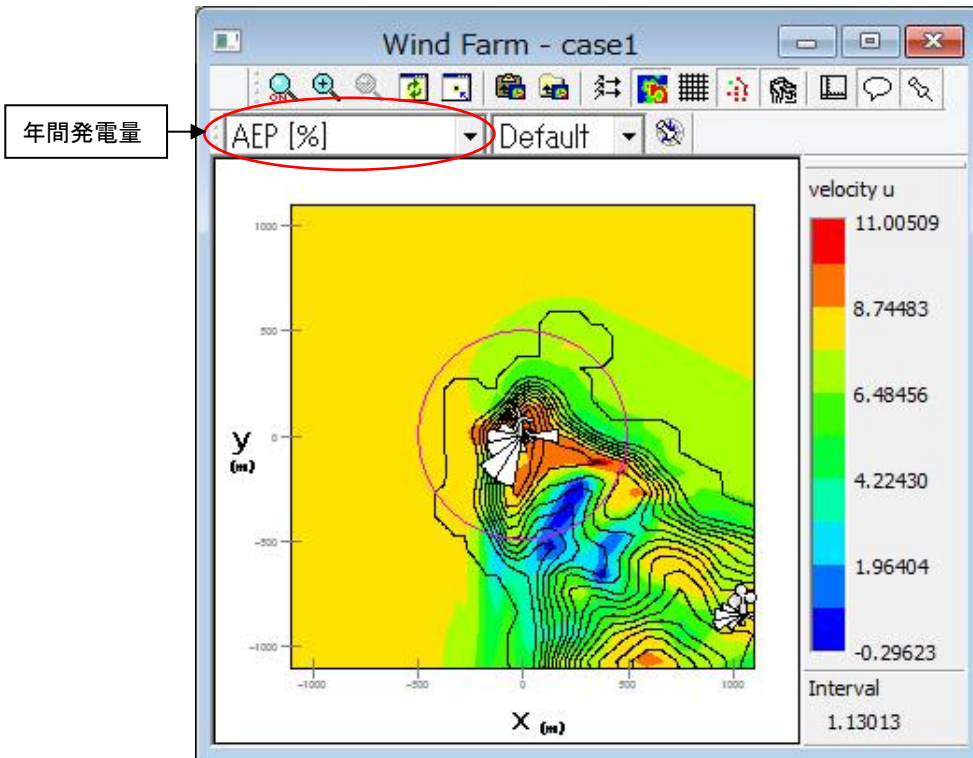 Wind Farm - case1
ON
年間発電量
AEP [%]
Default
velocity u
11.00509
8.74483
6.48456
4.22430
1.96404
-0.29623
Interval
1.13013
1000
500
0
-500
-1000
y
(m)
-1000
-500
0
500
1000
x (m)